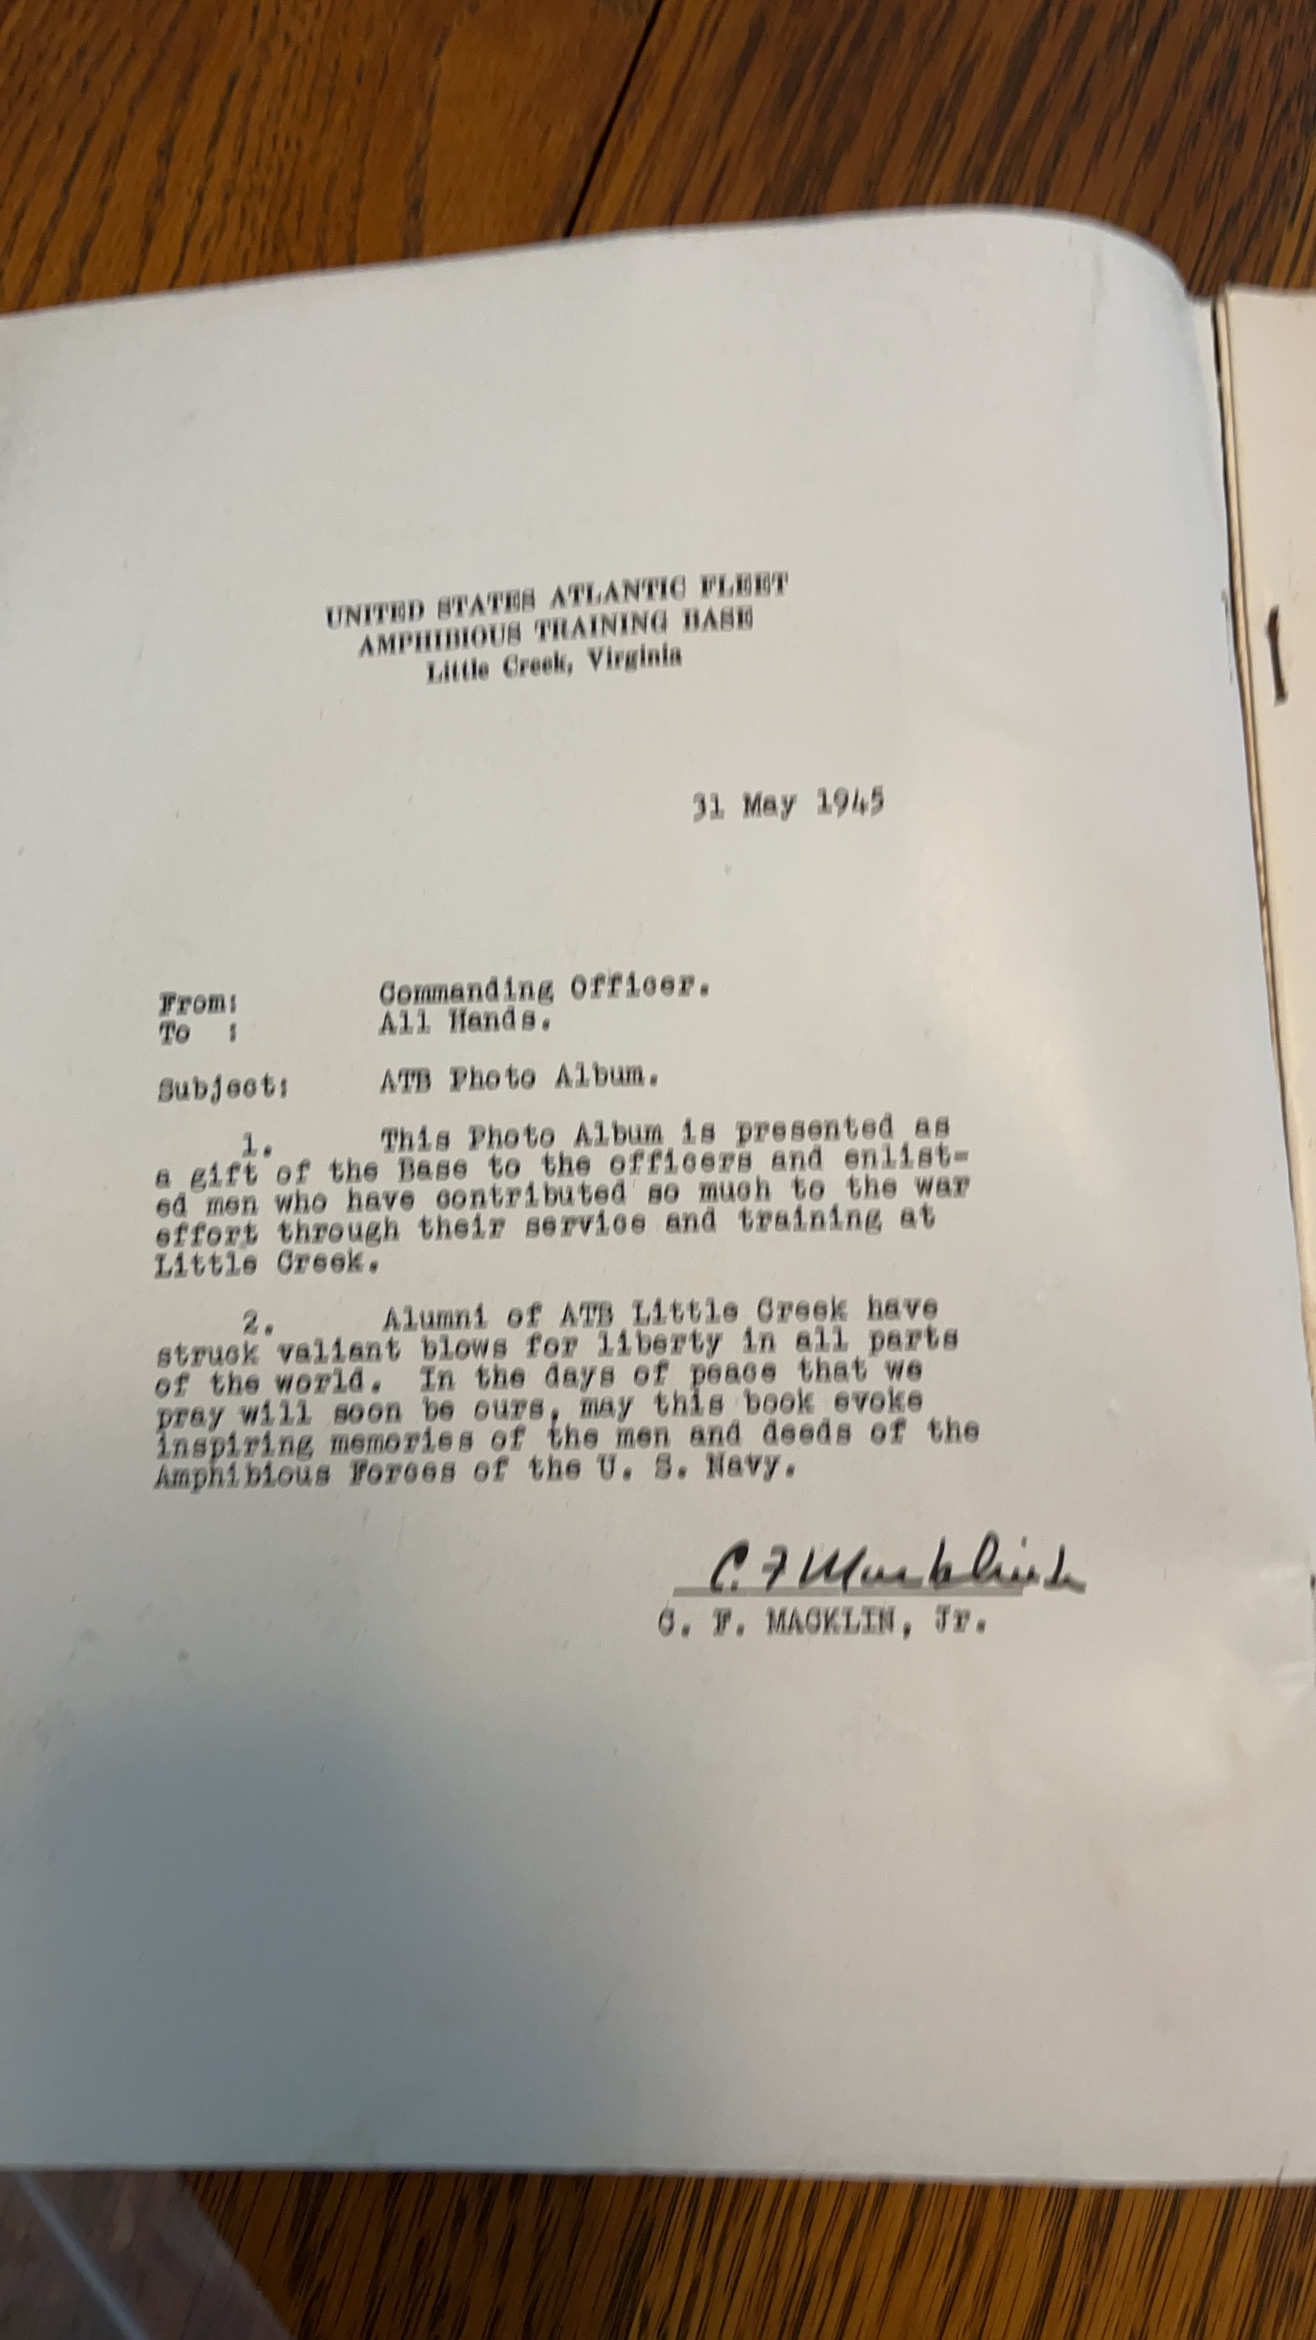 UNITED STATES ATLANTIC FLEET
AMPHIBIOUS TRAINING BASE
Little Creek, Virginia
31 May 1945
From: Commanding Officer.
To : All Hands.
Subject: ATB Photo Album.
1. This Photo Album is presented as
a gift of the Base to the officers and enlist-
ed men who have contributed so much to the war
effort through their service and training at
Little Creek.
2. Alumni of ATB Little Creek have
struck valiant blows for liberty in all parts
of the world. In the days of peace that we
pray will soon be ours, may this book evoke
inspiring memories of the men and deeds of the
Amphibious Forces of the U. S. Navy.
C. F. Macklin Jr
C. F. MACKLIN, Jr.